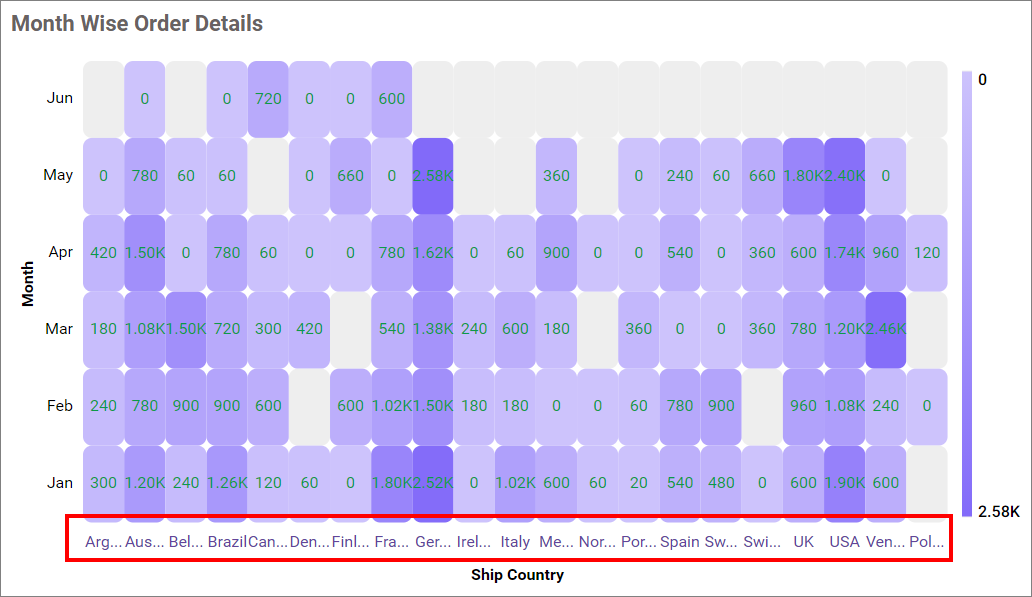 Month Wise Order Details
0
Jun 0 0 720 0 0 600
May 0 780 60 60 0 660 0 2.58K 360 0 240 60 660 1.80K 2.40K 0
Apr 420 1.50K 0 780 60 0 0 780 1.62K 0 60 900 0 0 540 0 360 600 1.74K 960 120
Month
Mar 180 1.08K 1.50K 720 300 420 540 1.38K 240 600 180 360 0 0 360 780 1.20K 2.46K
Feb 240 780 900 900 600 600 1.02K 1.50K 180 180 0 0 60 780 900 960 1.08K 240 0
Jan 300 1.20K 240 1.26K 120 60 0 1.80K 2.52K 0 1.02K 600 60 20 540 480 0 600 1.90K 600
2.58K
Arg... Aus... Bel... Brazil Can... Den... Finl... Fra... Ger... Irel... Italy Me... Nor... Por... Spain Sw... Swi... UK USA Ven... Pol...
Ship Country